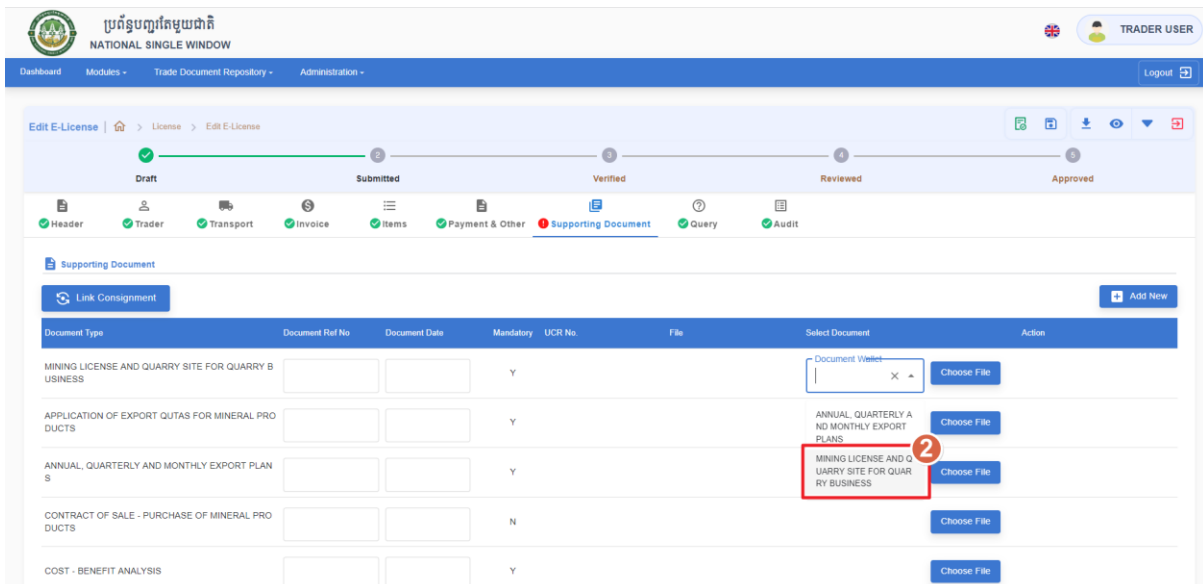 ប្រព័ន្ធបញ្ជរតែមួយជាតិ
NATIONAL SINGLE WINDOW
TRADER USER
Dashboard Modules Trade Document Repository Administration Logout
Edit E-License | > License > Edit E-License
2 3 4 5
Draft Submitted Verified Reviewed Approved
Header Trader Transport Invoice Items Payment & Other Supporting Document Query Audit
Supporting Document
Link Consignment Add New
Document Type Document Ref No Document Date Mandatory UCR No. File Select Document Action
Document Wallet
MINING LICENSE AND QUARRY SITE FOR QUARRY B
USINESS
Y
Choose File
APPLICATION OF EXPORT QUTAS FOR MINERAL PRO
DUCTS
Y
ANNUAL, QUARTERLY A
ND MONTHLY EXPORT
PLANS
Choose File
2
ANNUAL, QUARTERLY AND MONTHLY EXPORT PLAN
S
Y
MINING LICENSE AND Q
UARRY SITE FOR QUAR
RY BUSINESS
Choose File
CONTRACT OF SALE - PURCHASE OF MINERAL PRO
DUCTS
N
Choose File
COST - BENEFIT ANALYSIS Y Choose File